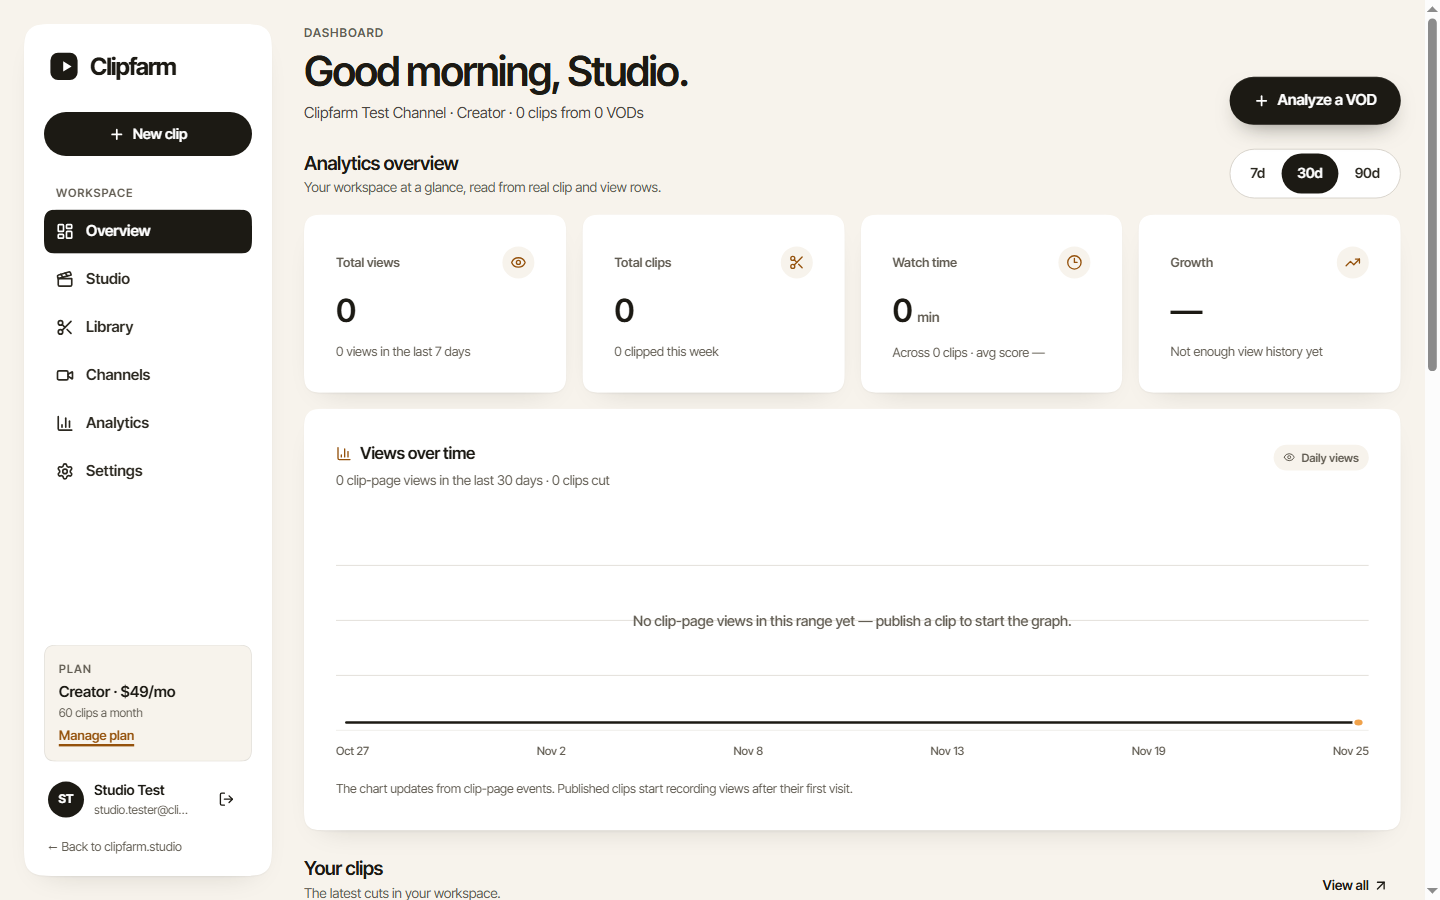 Clipfarm
New clip
WORKSPACE
Overview
Studio
Library
Channels
Analytics
Settings
PLAN
Creator · $49/mo
60 clips a month
Manage plan
ST
Studio Test
studio.tester@cli...
← Back to clipfarm.studio
DASHBOARD
Good morning, Studio.
Clipfarm Test Channel · Creator · 0 clips from 0 VODs
Analyze a VOD
Analytics overview
Your workspace at a glance, read from real clip and view rows.
7d 30d 90d
Total views
0
0 views in the last 7 days
Total clips
0
0 clipped this week
Watch time
0 min
Across 0 clips · avg score —
Growth
—
Not enough view history yet
Views over time
0 clip-page views in the last 30 days · 0 clips cut
Daily views
No clip-page views in this range yet — publish a clip to start the graph.
Oct 27 Nov 2 Nov 8 Nov 13 Nov 19 Nov 25
The chart updates from clip-page events. Published clips start recording views after their first visit.
Your clips
The latest cuts in your workspace.
View all